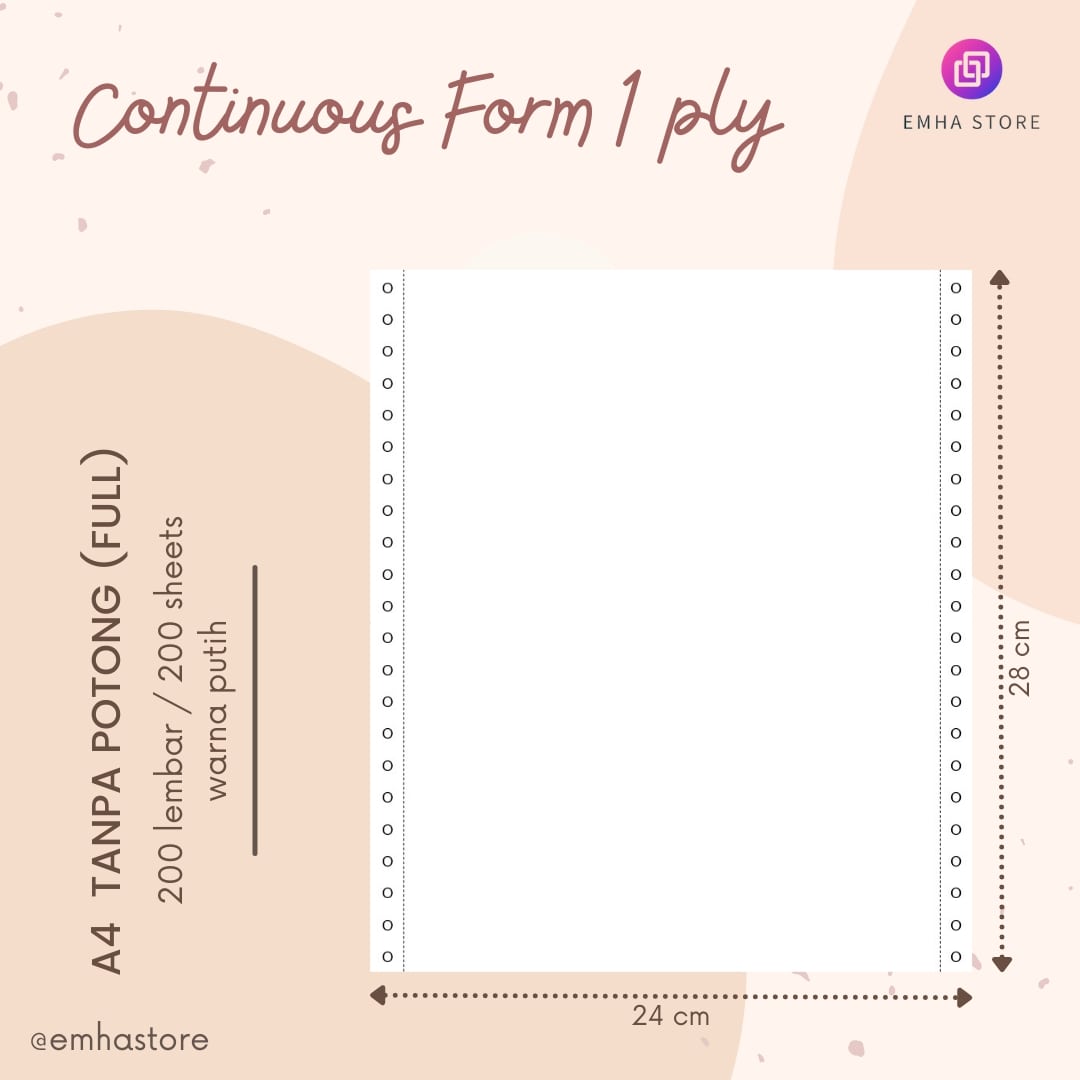 Continuous Form 1 ply
EMHA STORE
A4 TANPA POTONG (FULL)
200 lembar / 200 sheets
warna putih
28 cm
24 cm
@emhastore